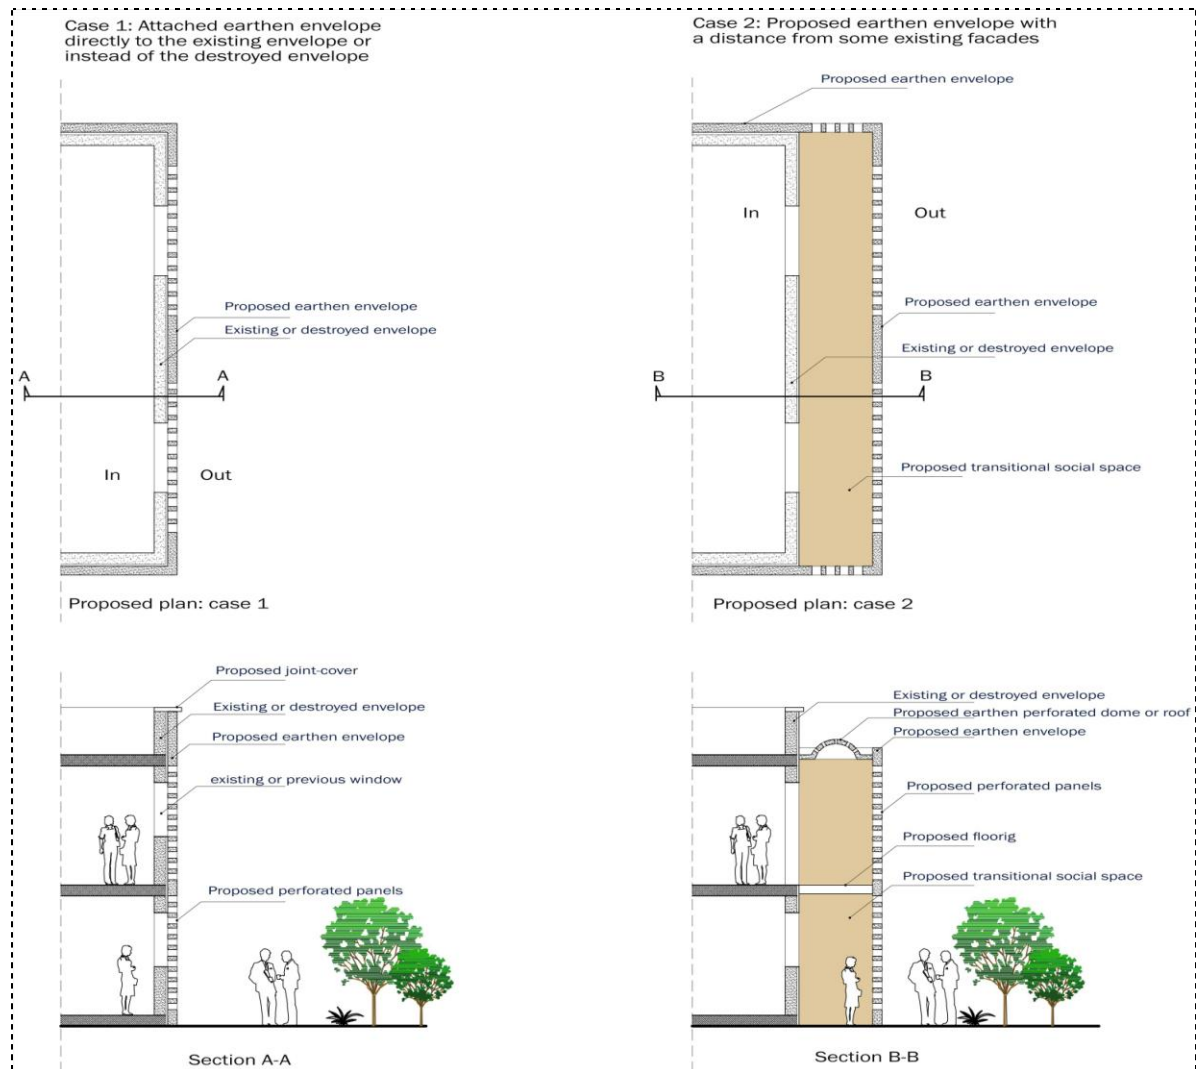 Case 1: Attached earthen envelope
directly to the existing envelope or
instead of the destroyed envelope
Proposed earthen envelope
Existing or destroyed envelope
A
A
In
Out
Proposed plan: case 1
Proposed joint-cover
Existing or destroyed envelope
Proposed earthen envelope
existing or previous window
Proposed perforated panels
Section A-A
Case 2: Proposed earthen envelope with
a distance from some existing facades
Proposed earthen envelope
In
Out
Proposed earthen envelope
Existing or destroyed envelope
B
B
Proposed transitional social space
Proposed plan: case 2
Existing or destroyed envelope
Proposed earthen perforated dome or roof
Proposed earthen envelope
Proposed perforated panels
Proposed floorig
Proposed transitional social space
Section B-B